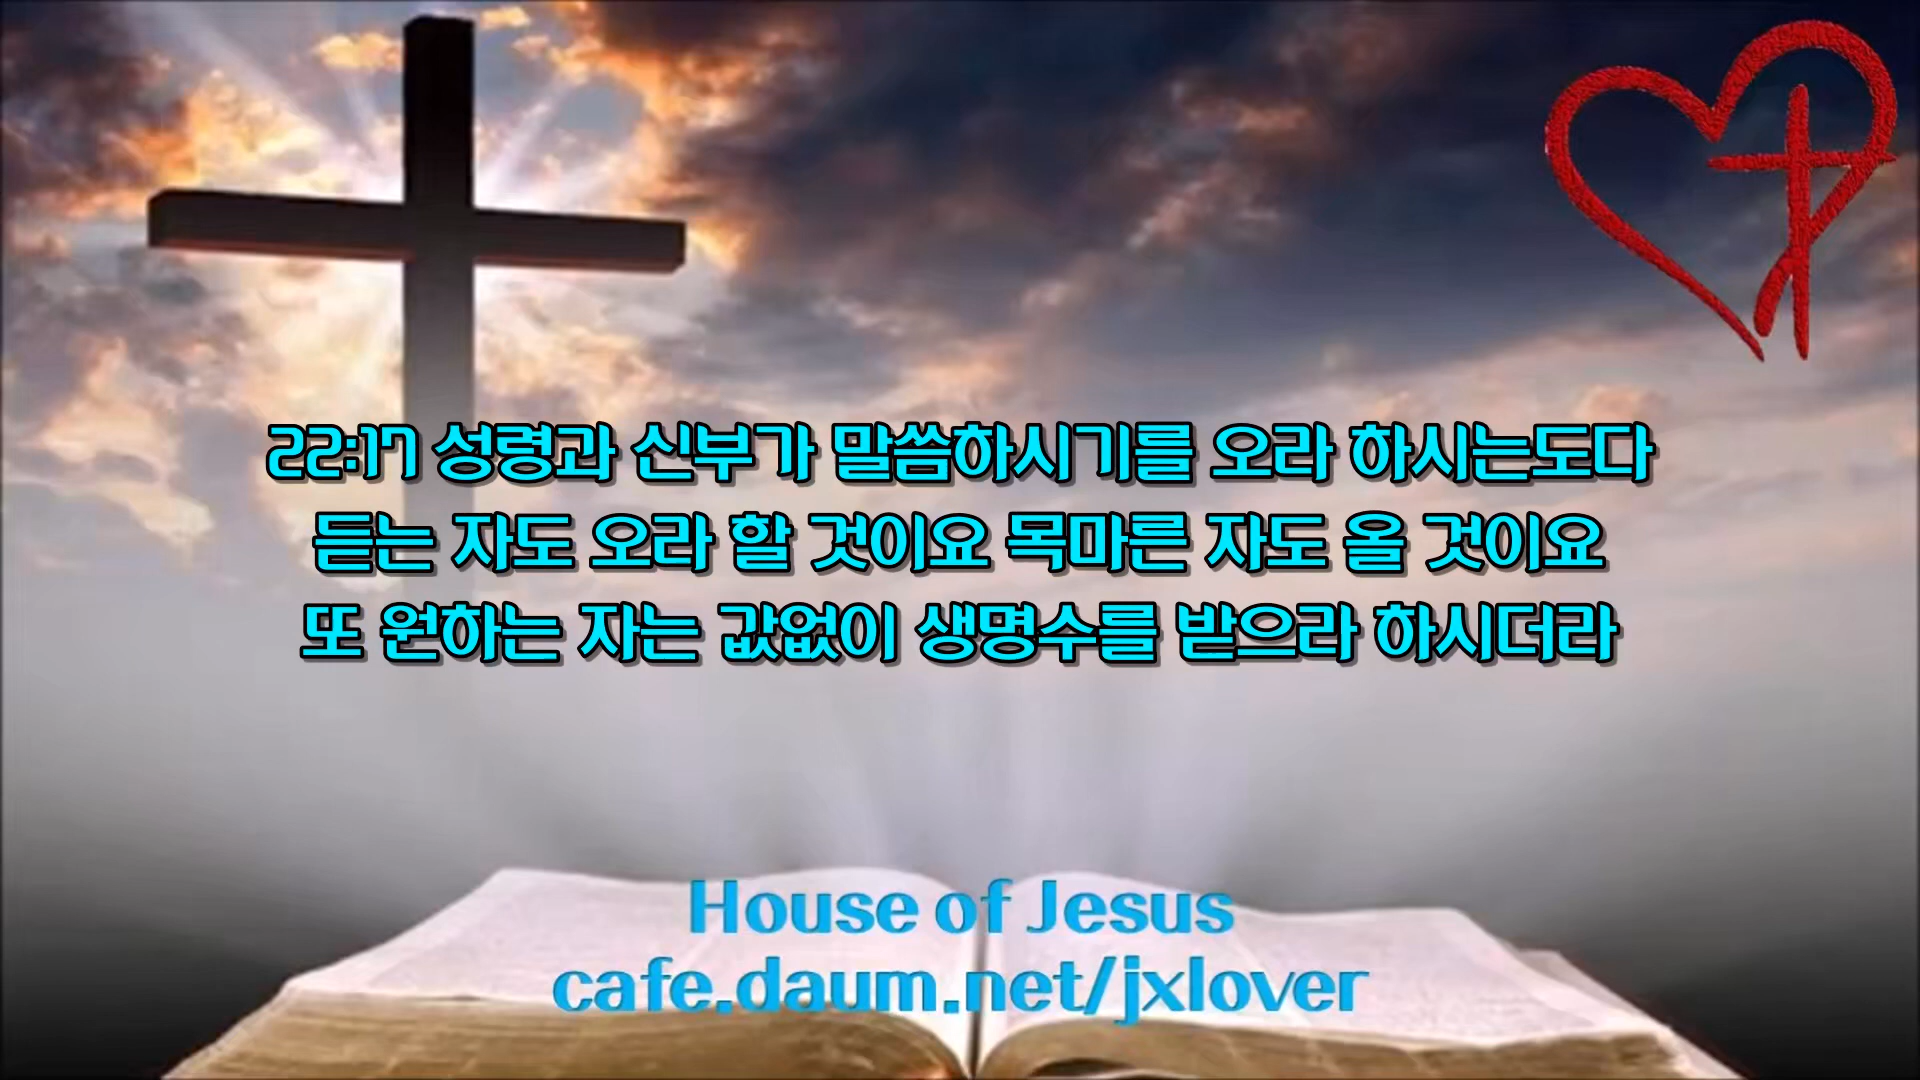 22:17 성령과 신부가 말씀하시기를 오라 하시는도다
듣는 자도 오라 할 것이요 목마른 자도 올 것이요
또 원하는 자는 값없이 생명수를 받으라 하시더라
House of Jesus
cafe.daum.net/jxlover